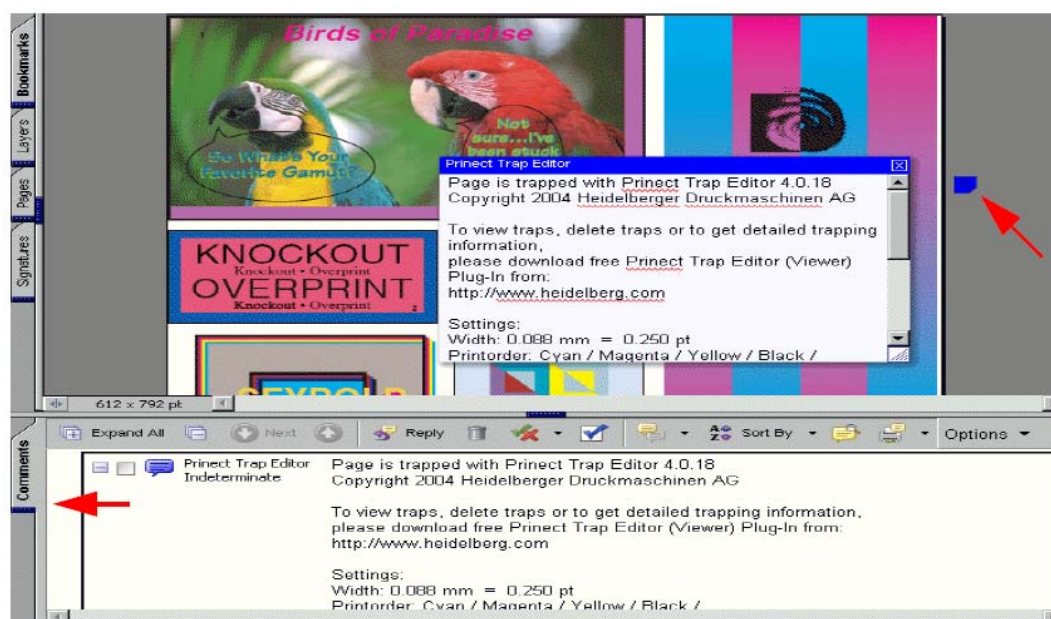 Bookmarks
Layers
Pages
Signatures
Birds of Paradise
So What's Your
Favorite Gamut?
Not
sure...I've
been stuck
KNOCKOUT
Knockout • Overprint
OVERPRINT
Knockout • Overprint
Prinect Trap Editor
Page is trapped with Prinect Trap Editor 4.0.18
Copyright 2004 Heidelberger Druckmaschinen AG
To view traps, delete traps or to get detailed trapping
information,
please download free Prinect Trap Editor (Viewer)
Plug-In from:
http://www.heidelberg.com
Settings:
Width: 0.088 mm = 0.250 pt
Printorder: Cyan / Magenta / Yellow / Black /
SEYBOLD
612 x 792 pt
Comments
Expand All Next Reply Sort By Options
Prinect Trap Editor
Indeterminate
Page is trapped with Prinect Trap Editor 4.0.18
Copyright 2004 Heidelberger Druckmaschinen AG
To view traps, delete traps or to get detailed trapping information,
please download free Prinect Trap Editor (Viewer) Plug-In from:
http://www.heidelberg.com
Settings:
Width: 0.088 mm = 0.250 pt
Printorder: Cyan / Magenta / Yellow / Black /